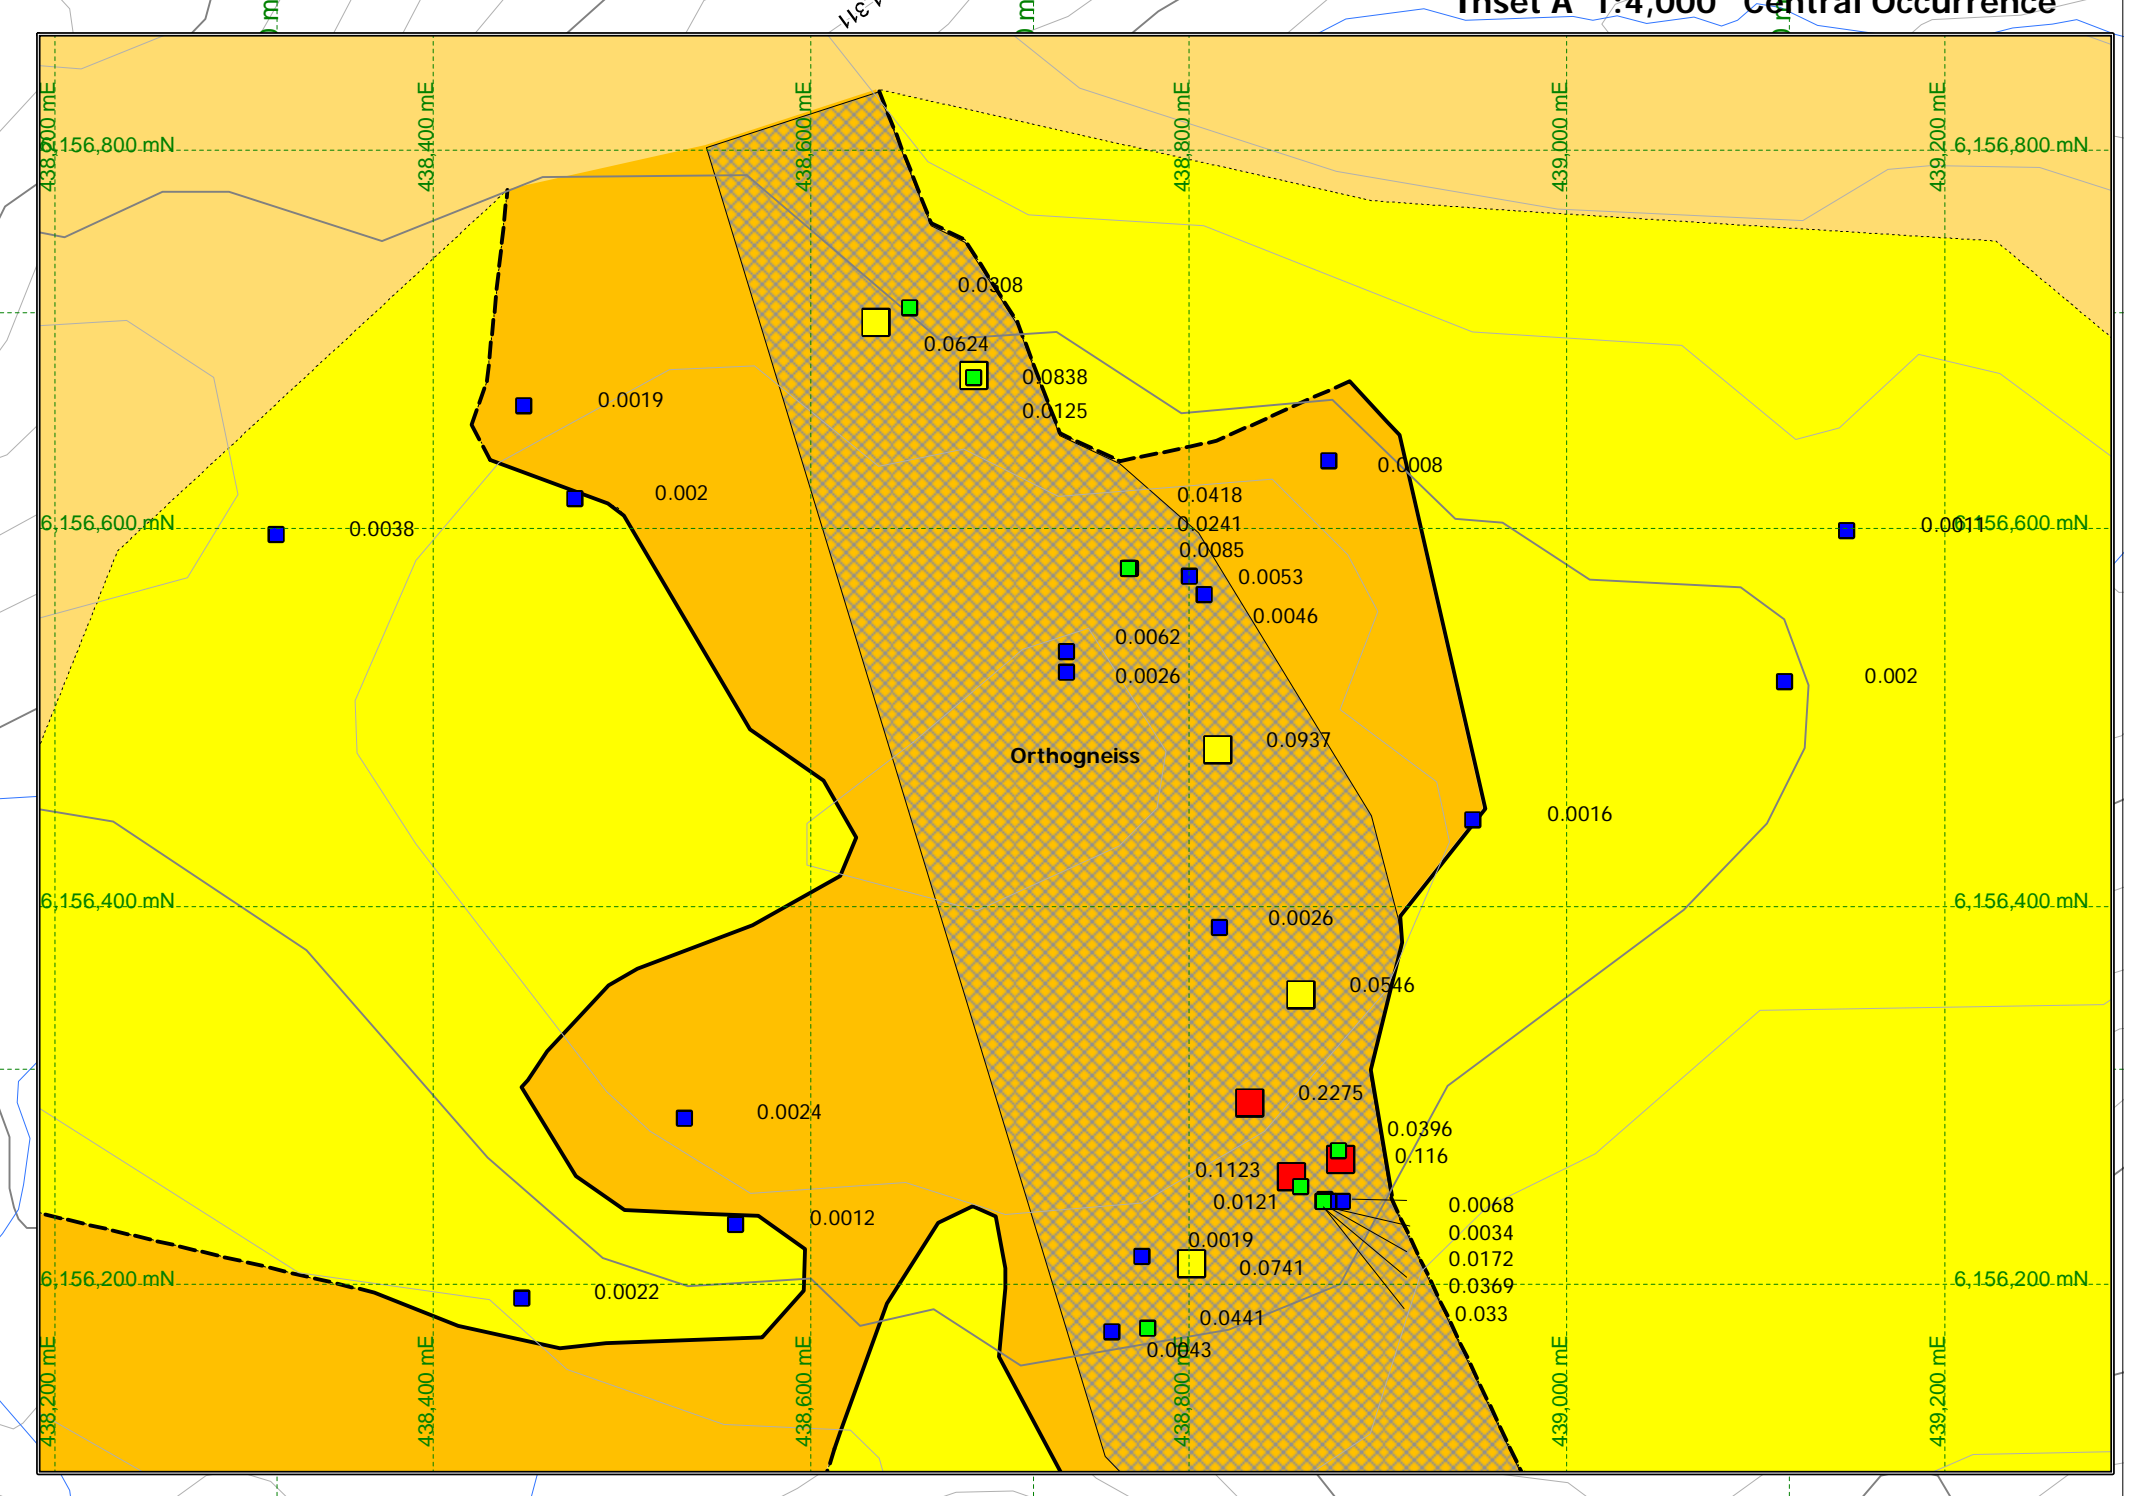 Inset A 1:4,000 Central Occurrence
311
438,200 mE
438,400 mE
438,600 mE
438,800 mE
439,000 mE
439,200 mE
6,156,800 mN
6,156,800 mN
0.0308
0.0624
0.0838
0.0125
0.0019
0.0008
0.002
0.0418
0.0241
6,156,600 mN
0.0038
0.0011
6,156,600 mN
0.0085
0.0053
0.0046
0.0062
0.0026
0.002
0.0937
Orthogneiss
0.0016
6,156,400 mN
6,156,400 mN
0.0026
0.0546
0.2275
0.0024
0.0396
0.116
0.1123
0.0121
0.0068
0.0012
0.0034
0.0019
0.0172
0.0741
6,156,200 mN
6,156,200 mN
0.0022
0.0369
0.033
0.0441
0.0043
438,200 mE
438,400 mE
438,600 mE
438,800 mE
439,000 mE
439,200 mE